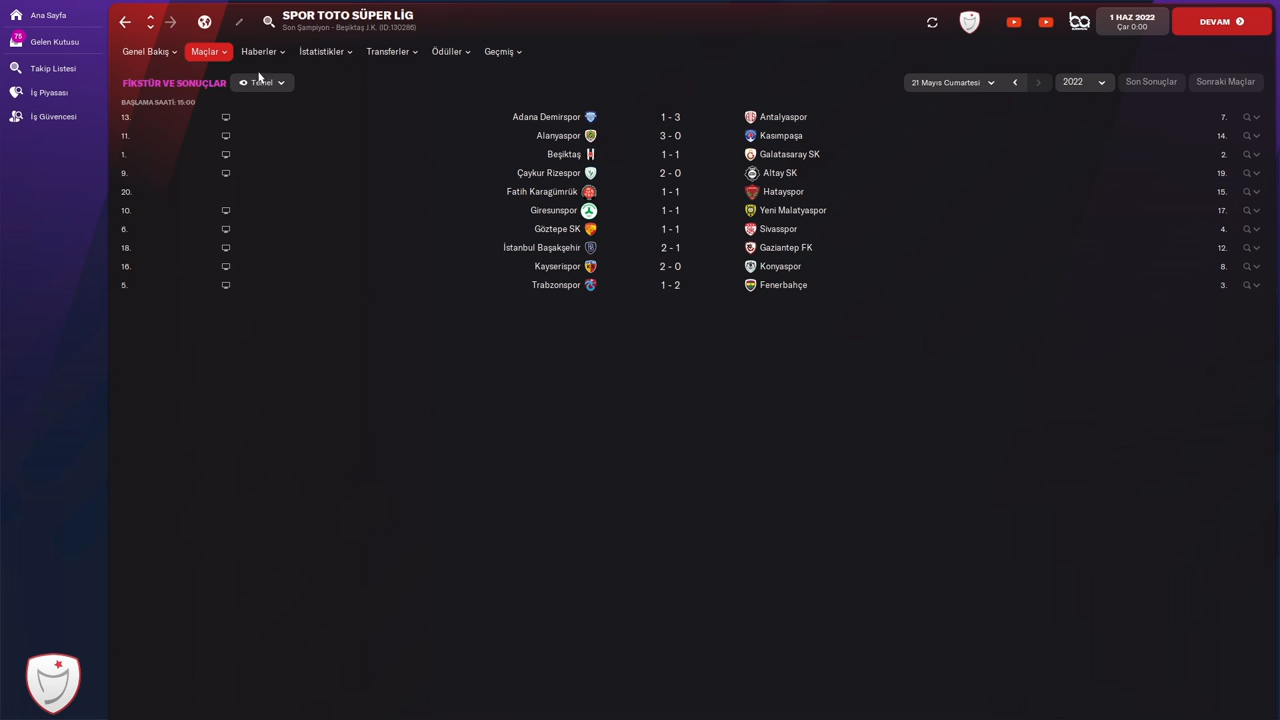 Ana Sayfa
75
Gelen Kutusu
Takip Listesi
İş Piyasası
İş Güvencesi
SPOR TOTO SÜPER LİG
Son Şampiyon - Beşiktaş J.K. (ID:130286)
1 HAZ 2022
Çar 0:00
DEVAM
Genel Bakış
Maçlar
Haberler
İstatistikler
Transferler
Ödüller
Geçmiş
FİKSTÜR VE SONUÇLAR
Temel
21 Mayıs Cumartesi
2022
Son Sonuçlar
Sonraki Maçlar
BAŞLAMA SAATİ: 15:00
13. Adana Demirspor 1 - 3 Antalyaspor 7.
11. Alanyaspor 3 - 0 Kasımpaşa 14.
1. Beşiktaş 1 - 1 Galatasaray SK 2.
9. Çaykur Rizespor 2 - 0 Altay SK 19.
20. Fatih Karagümrük 1 - 1 Hatayspor 15.
10. Giresunspor 1 - 1 Yeni Malatyaspor 17.
6. Göztepe SK 1 - 1 Sivasspor 4.
18. İstanbul Başakşehir 2 - 1 Gaziantep FK 12.
16. Kayserispor 2 - 0 Konyaspor 8.
5. Trabzonspor 1 - 2 Fenerbahçe 3.